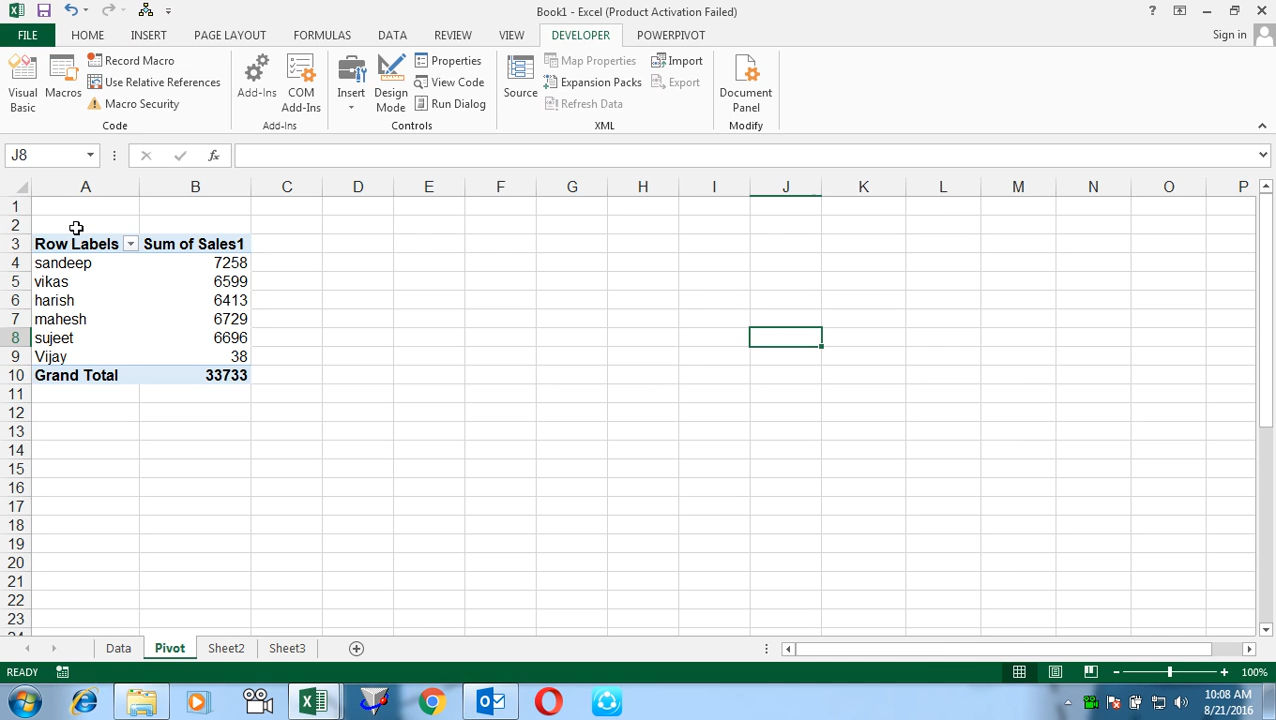 Book1 - Excel (Product Activation Failed)
FILE HOME INSERT PAGE LAYOUT FORMULAS DATA REVIEW VIEW DEVELOPER POWERPIVOT Sign in
Visual Basic
Macros
Record Macro
Use Relative References
Macro Security
Code
Add-Ins
COM Add-Ins
Add-Ins
Insert
Design Mode
Properties
View Code
Run Dialog
Controls
Source
Map Properties
Expansion Packs
Refresh Data
Import
Export
XML
Document Panel
Modify
J8 fx
A B C D E F G H I J K L M N O P
1
2
3 Row Labels Sum of Sales1
4 sandeep 7258
5 vikas 6599
6 harish 6413
7 mahesh 6729
8 sujeet 6696
9 Vijay 38
10 Grand Total 33733
11
12
13
14
15
16
17
18
19
20
21
22
23
24
Data Pivot Sheet2 Sheet3
READY 100%
10:08 AM
8/21/2016